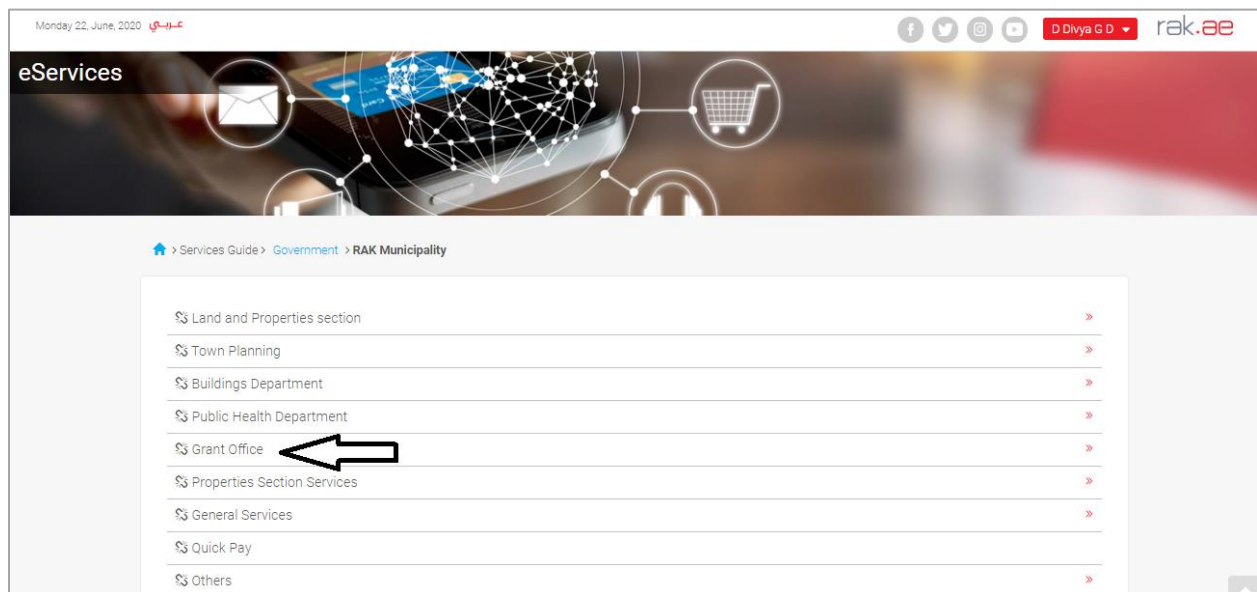 Monday 22, June, 2020 عـربـي
D Divya G D
rak.ae
eServices
> Services Guide > Government > RAK Municipality
Land and Properties section »
Town Planning »
Buildings Department »
Public Health Department »
Grant Office »
Properties Section Services »
General Services »
Quick Pay
Others »